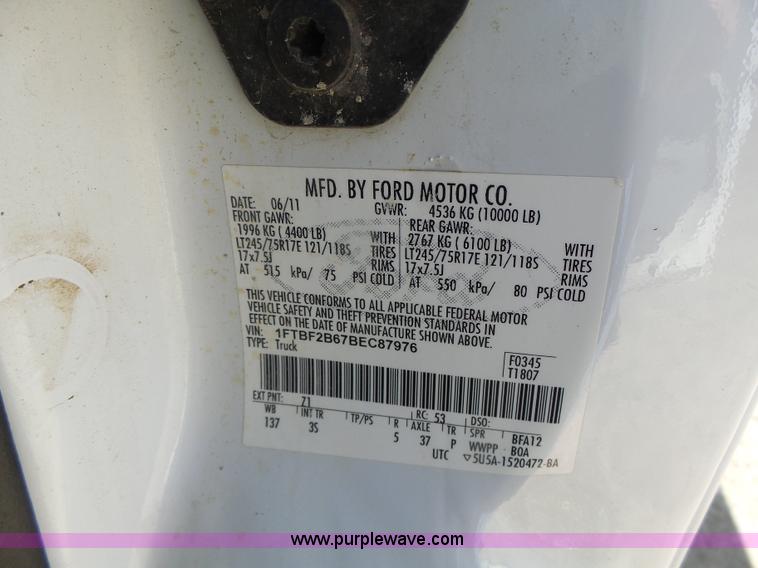 MFD. BY FORD MOTOR CO.
DATE: 06/11 GVWR: 4536 KG (10000 LB)
FRONT GAWR: REAR GAWR:
1996 KG (4400 LB) WITH 2767 KG (6100 LB) WITH
LT245/75R17E 121/118S TIRES LT245/75R17E 121/118S TIRES
17x7.5J RIMS 17x7.5J RIMS
AT 515 kPa/ 75 PSI COLD AT 550 kPa/ 80 PSI COLD
THIS VEHICLE CONFORMS TO ALL APPLICABLE FEDERAL MOTOR
VEHICLE SAFETY AND THEFT PREVENTION STANDARDS IN
EFFECT ON THE DATE OF MANUFACTURE SHOWN ABOVE.
VIN: 1FTBF2B67BEC87976
TYPE: Truck
F0345
T1807
EXT PNT: Z1 RC: 53 DSO:
WB INT TR TP/PS R AXLE TR SPR BFA12
137 3S 5 37 P WWPP BOA
UTC ▽5U5A-1520472-BA
www.purplewave.com